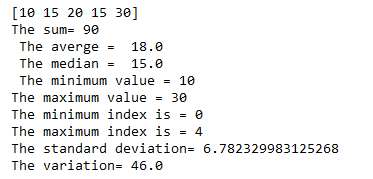 [10 15 20 15 30]
The sum= 90
 The averge =  18.0
 The median =  15.0
 The minimum value = 10
The maximum value = 30
The minimum index is = 0
The maximum index is = 4
The standard deviation= 6.782329983125268
The variation= 46.0